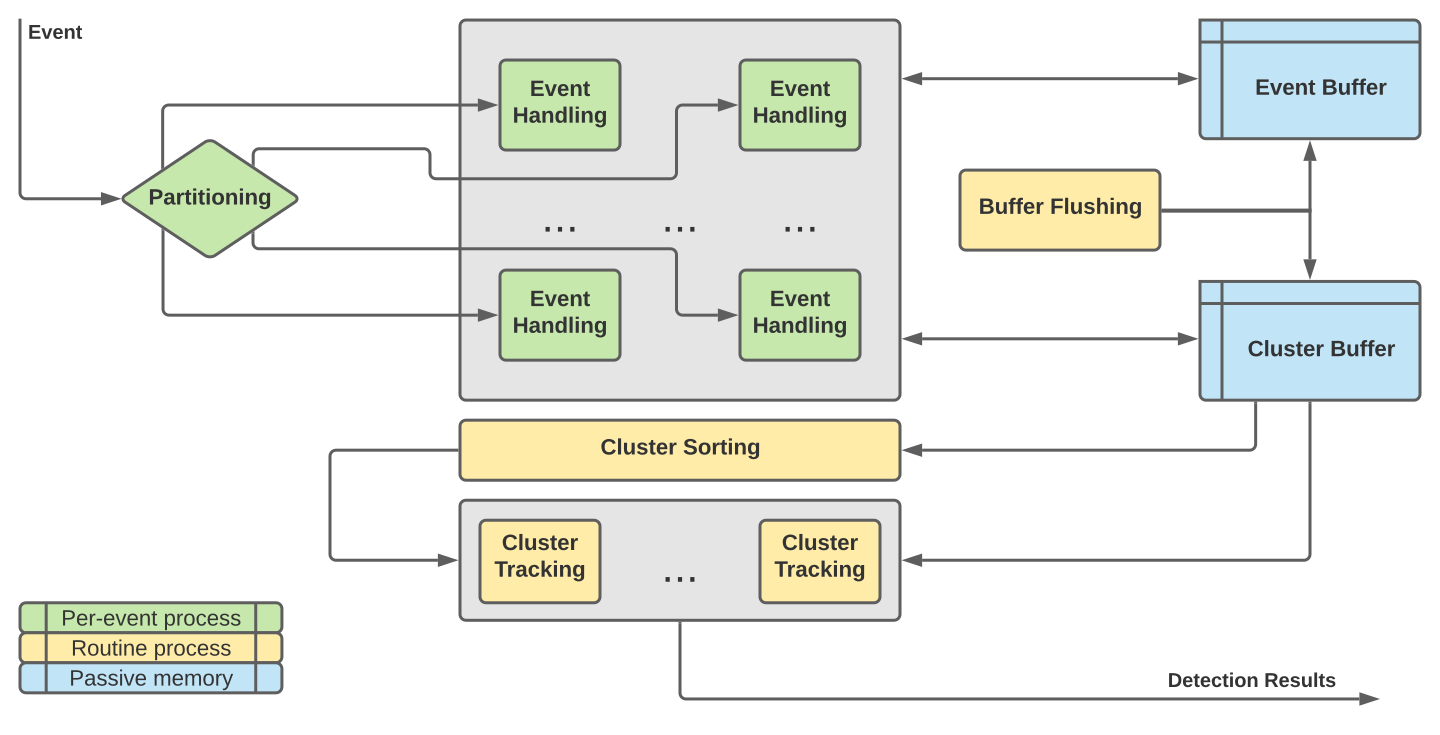 Event
Event
Handling
Event
Handling
Event Buffer
Partitioning
Buffer Flushing
... ... ...
Event
Handling
Event
Handling
Cluster Buffer
Cluster Sorting
Cluster
Tracking
...
Cluster
Tracking
Per-event process
Routine process
Passive memory
Detection Results